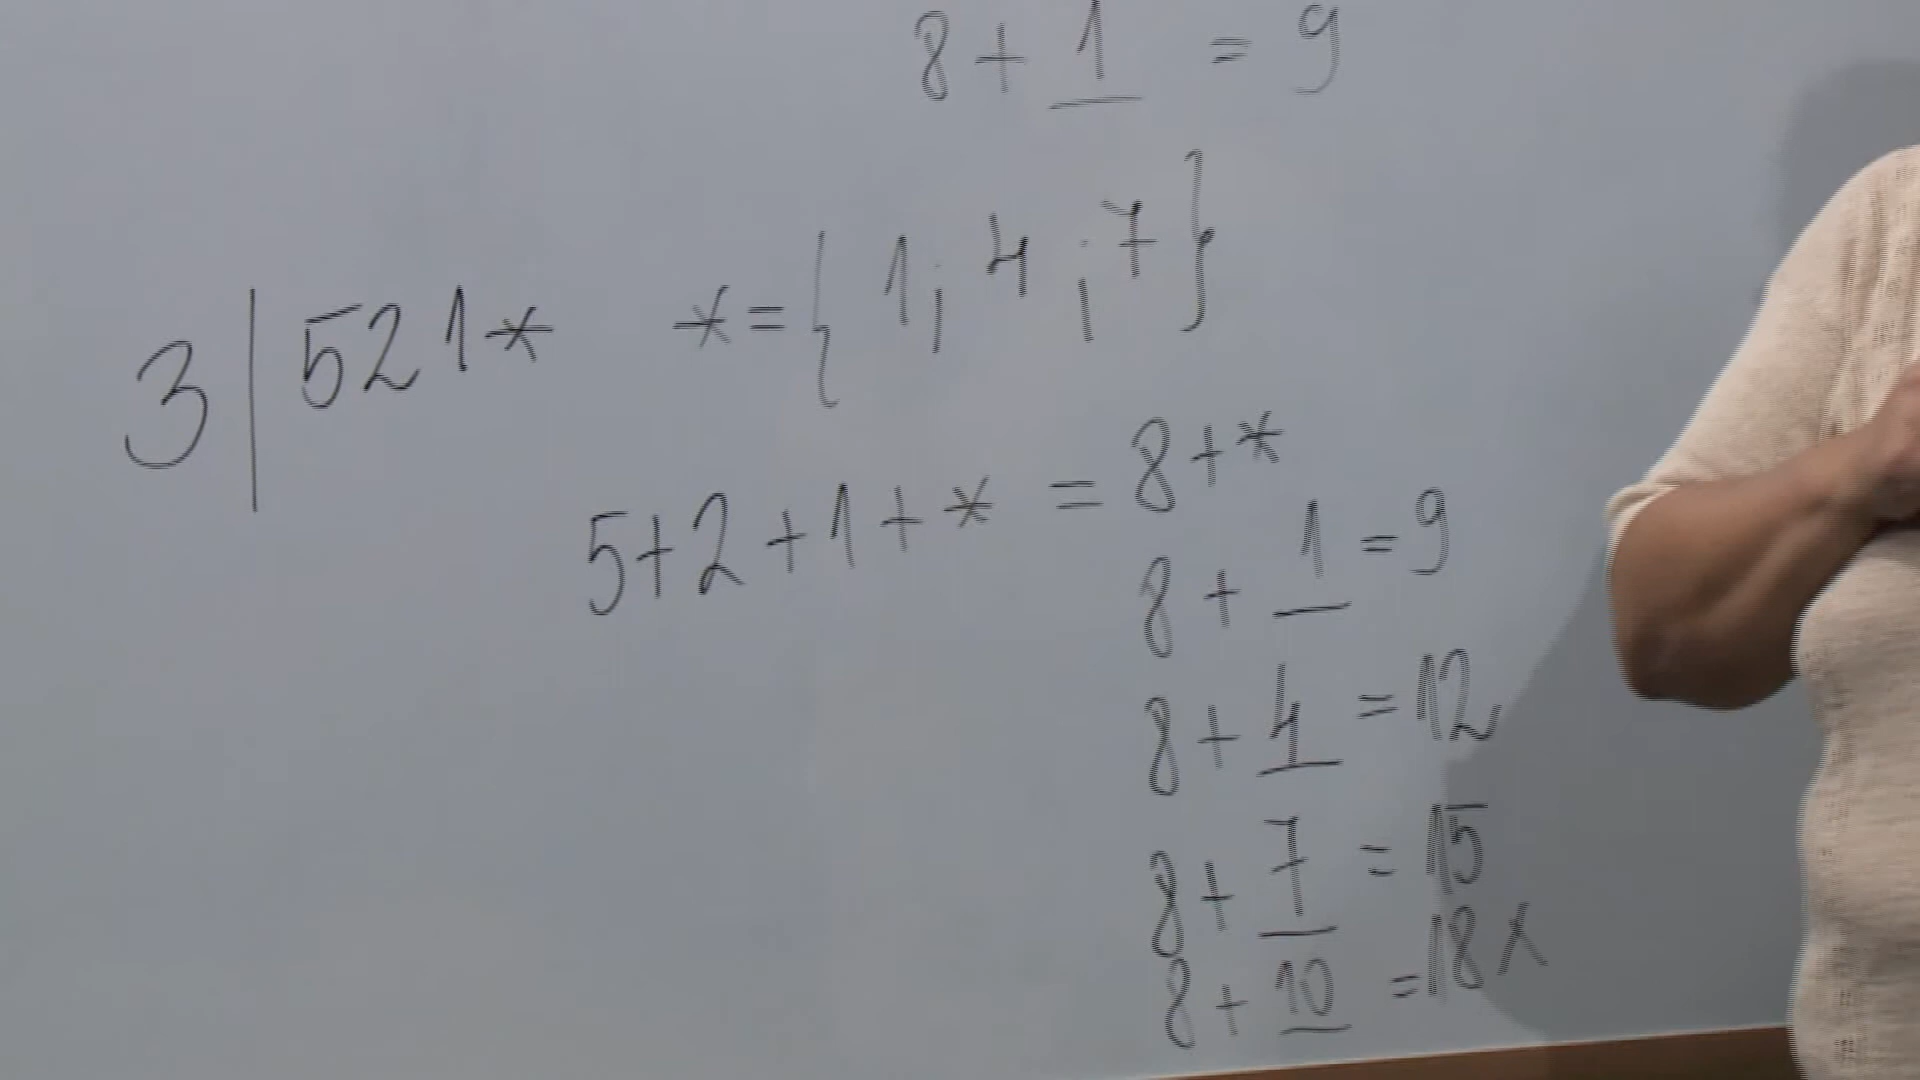 8 + 1 = 9
3 | 521* * = { 1 ; 4 ; 7 }
5+2+1+* = 8+*
8 + 1 = 9
8 + 4 = 12
8 + 7 = 15
8 + 10 = 18 x